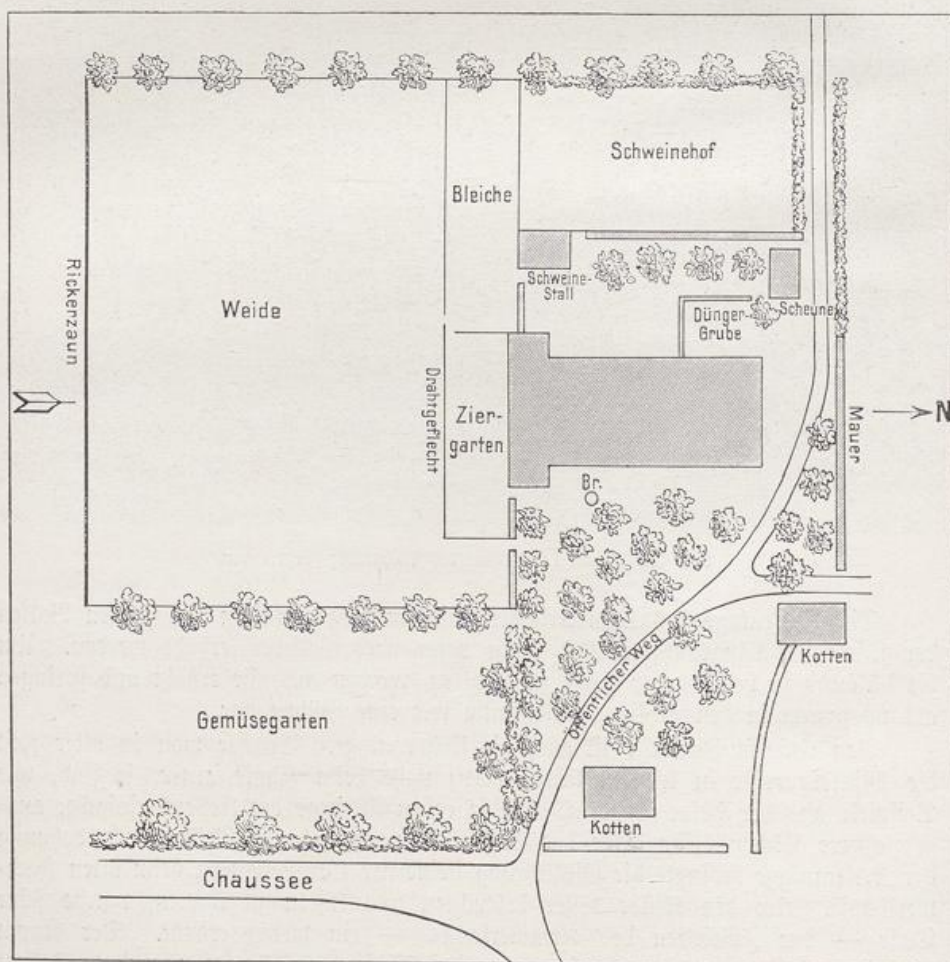 Schweinehof
Bleiche
Rickerzaun
Weide
Schweine-
Stall
Dünger-
Grube
Scheune
Drahtgeflecht
Zier-
garten
Mauer
N
Br.
Öffentlicher Weg
Kotten
Gemüsegarten
Kotten
Chaussee